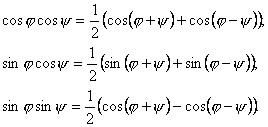 cos φ cos ψ = 1/2 (cos(φ+ψ) + cos(φ−ψ)),
sin φ cos ψ = 1/2 (sin(φ+ψ) + sin(φ−ψ)),
sin φ sin ψ = 1/2 (cos(φ+ψ) − cos(φ−ψ)).